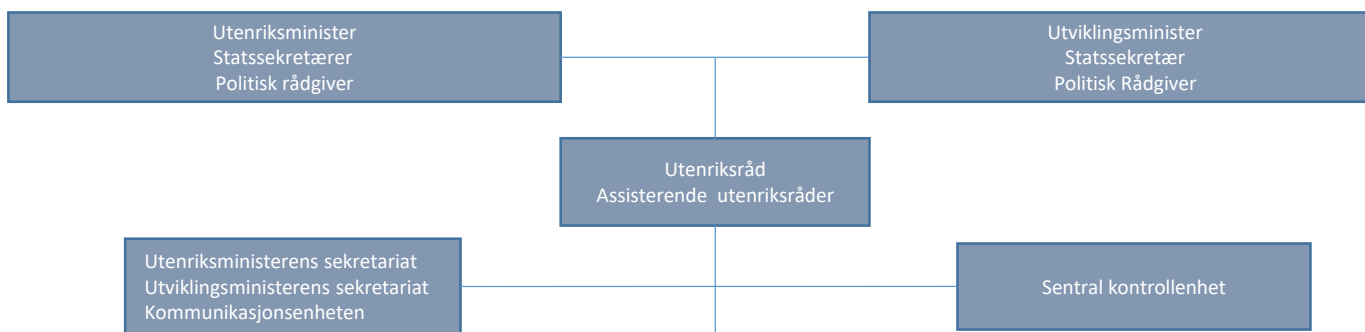 Utenriksminister
Statssekretærer
Politisk rådgiver
Utviklingsminister
Statssekretær
Politisk Rådgiver
Utenriksråd
Assisterende utenriksråder
Utenriksministerens sekretariat
Utviklingsministerens sekretariat
Kommunikasjonsenheten
Sentral kontrollenhet